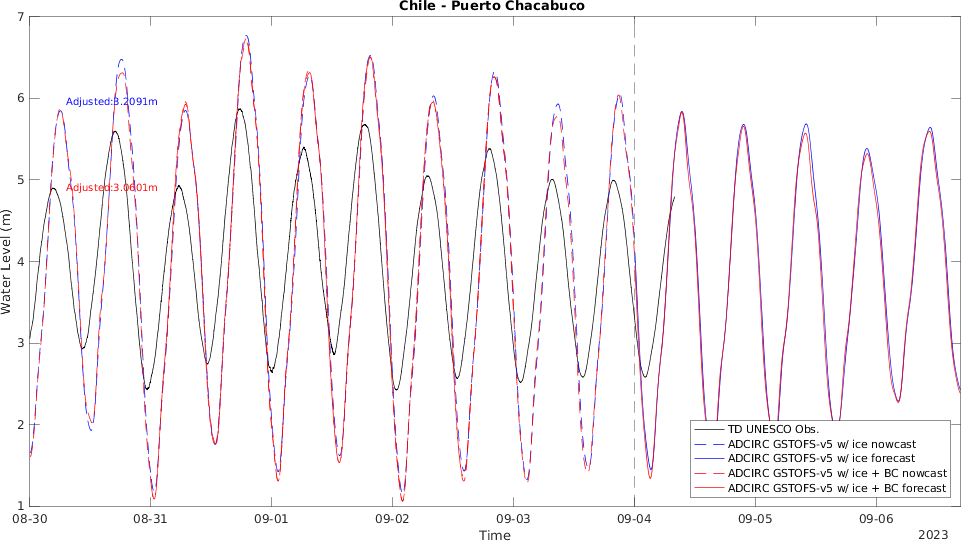 Chile - Puerto Chacabuco
Water Level (m)
7
6
5
4
3
2
1
Adjusted:3.2091m
Adjusted:3.0601m
TD UNESCO Obs.
ADCIRC GSTOFS-v5 w/ ice nowcast
ADCIRC GSTOFS-v5 w/ ice forecast
ADCIRC GSTOFS-v5 w/ ice + BC nowcast
ADCIRC GSTOFS-v5 w/ ice + BC forecast
08-30 08-31 09-01 09-02 09-03 09-04 09-05 09-06
Time
2023